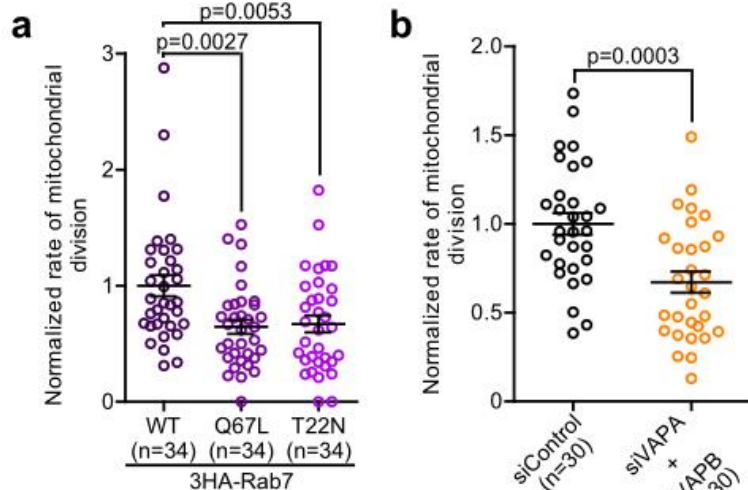 a
p=0.0053
p=0.0027
Normalized rate of mitochondrial
division
3
2
1
0
WT
(n=34)
Q67L
(n=34)
T22N
(n=34)
3HA-Rab7
b
p=0.0003
Normalized rate of mitochondrial
division
2.0
1.5
1.0
0.5
0
siControl
(n=30)
siVAPA
+